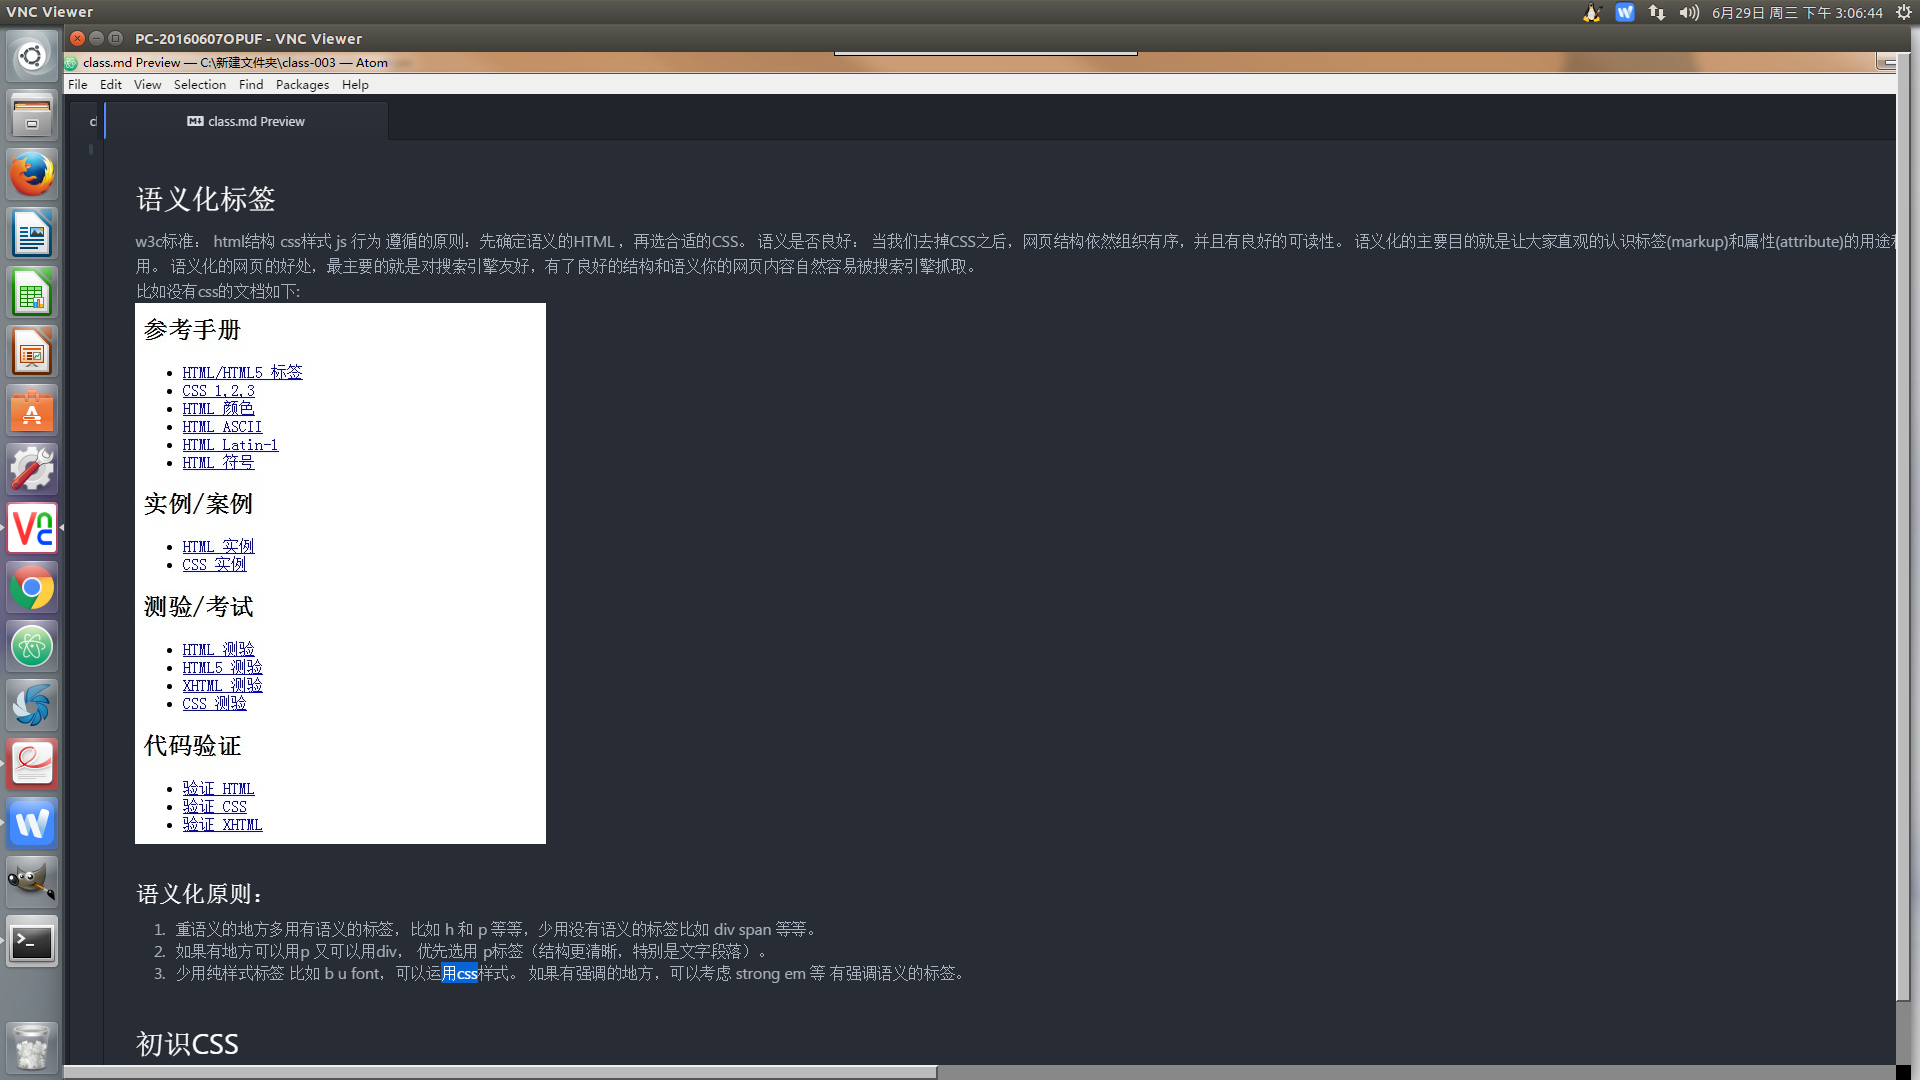 VNC Viewer
6月29日 周三 下午 3:06:44
PC-20160607OPUF - VNC Viewer
class.md Preview — C:\新建文件夹\class-003 — Atom
File Edit View Selection Find Packages Help
class.md Preview
语义化标签
w3c标准： html结构 css样式 js 行为 遵循的原则：先确定语义的HTML ，再选合适的CSS。 语义是否良好： 当我们去掉CSS之后，网页结构依然组织有序，并且有良好的可读性。 语义化的主要目的就是让大家直观的认识标签(markup)和属性(attribute)的用途
用。 语义化的网页的好处，最主要的就是对搜索引擎友好，有了良好的结构和语义你的网页内容自然容易被搜索引擎抓取。
比如没有css的文档如下:
参考手册
HTML/HTML5 标签
CSS 1,2,3
HTML 颜色
HTML ASCII
HTML Latin-1
HTML 符号
实例/案例
HTML 实例
CSS 实例
测验/考试
HTML 测验
HTML5 测验
XHTML 测验
CSS 测验
代码验证
验证 HTML
验证 CSS
验证 XHTML
语义化原则：
1. 重语义的地方多用有语义的标签，比如 h 和 p 等等，少用没有语义的标签比如 div span 等等。
2. 如果有地方可以用p 又可以用div， 优先选用 p标签（结构更清晰，特别是文字段落）。
3. 少用纯样式标签 比如 b u font，可以运用css样式。 如果有强调的地方，可以考虑 strong em 等 有强调语义的标签。
初识CSS